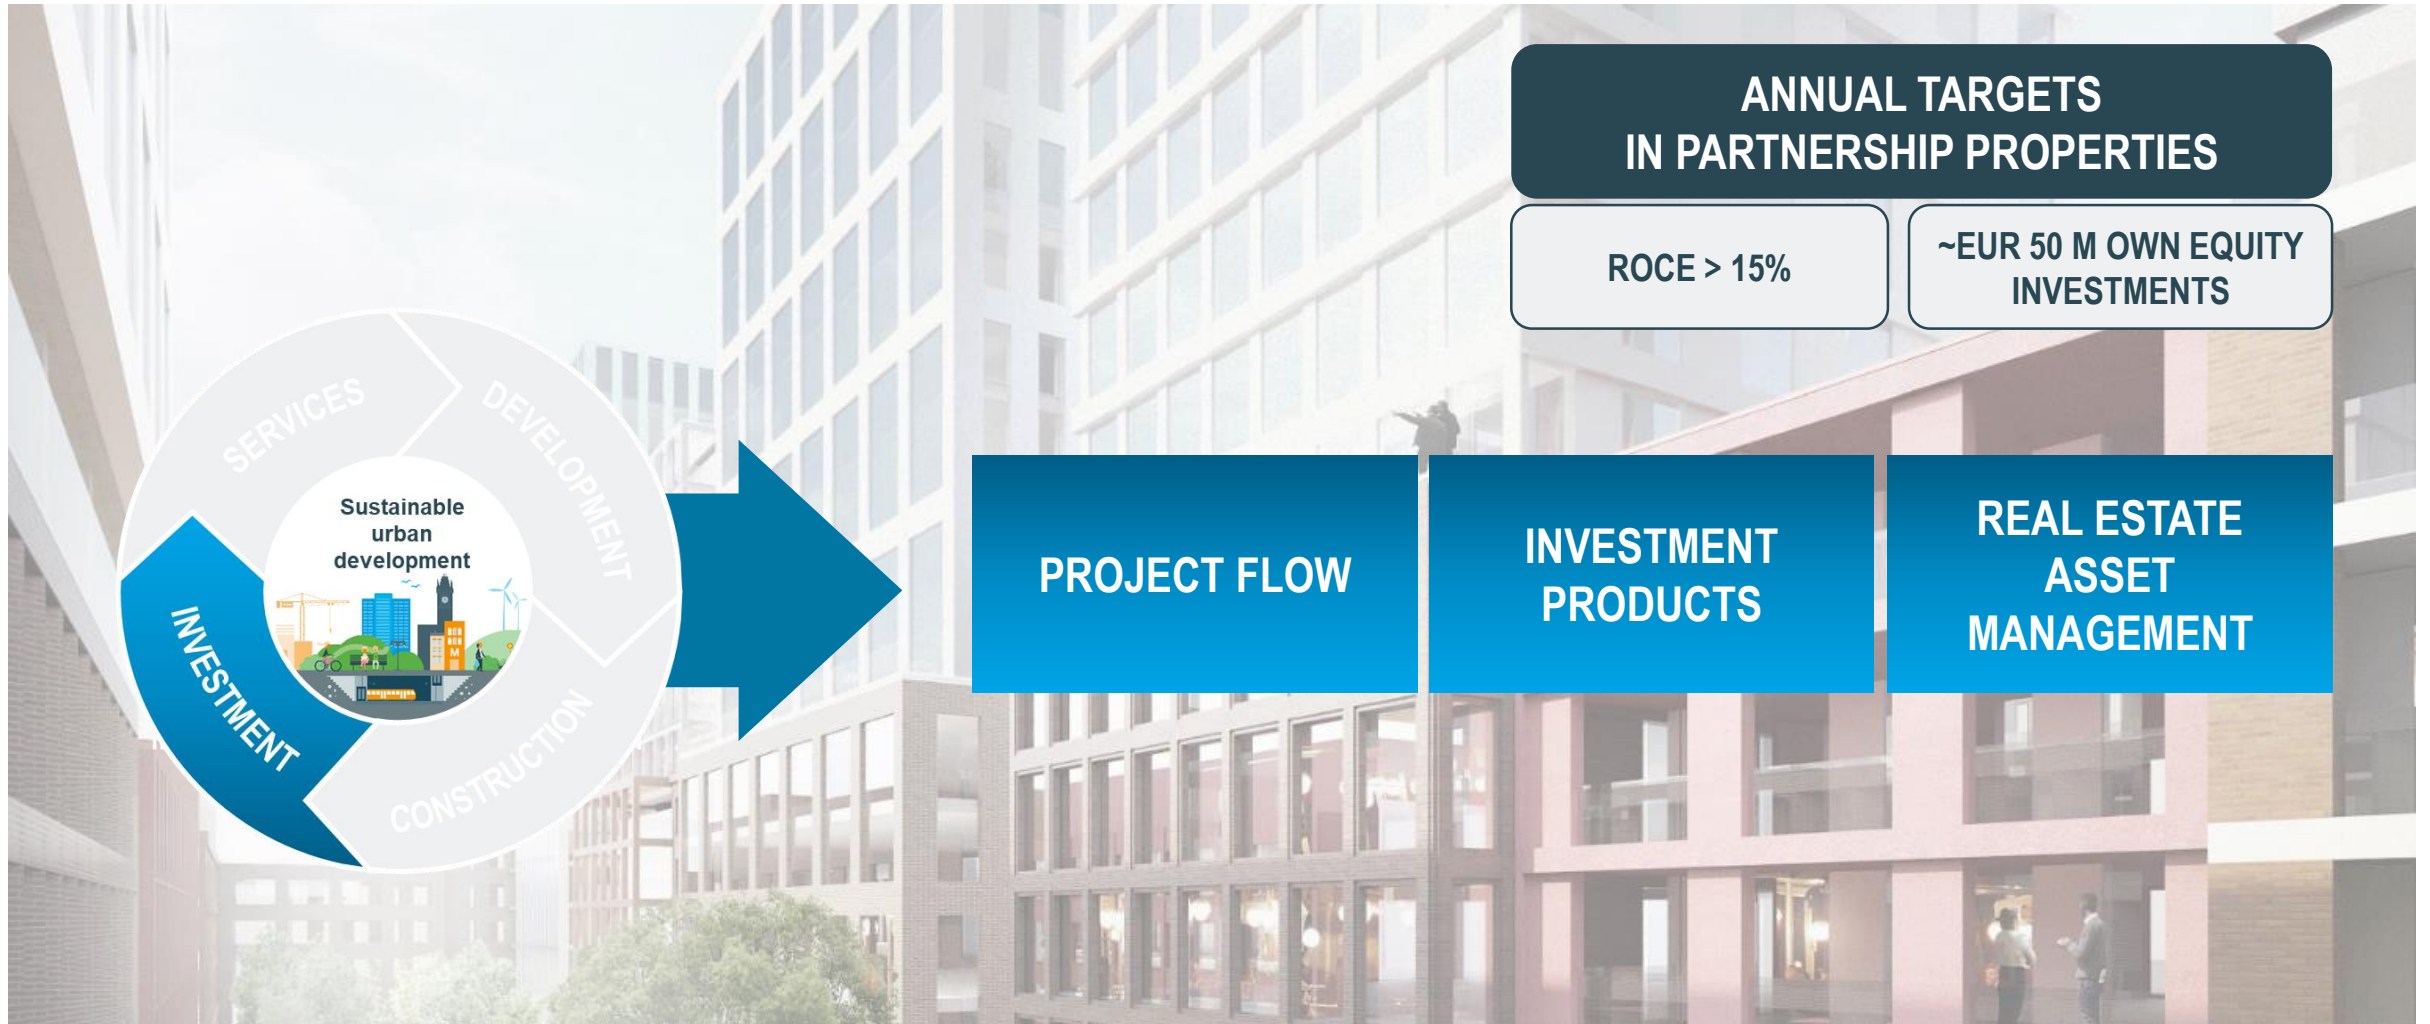 ANNUAL TARGETS
IN PARTNERSHIP PROPERTIES
ROCE > 15%
~EUR 50 M OWN EQUITY
INVESTMENTS
SERVICES
DEVELOPMENT
CONSTRUCTION
INVESTMENT
Sustainable
urban
development
M
PROJECT FLOW
INVESTMENT
PRODUCTS
REAL ESTATE
ASSET
MANAGEMENT